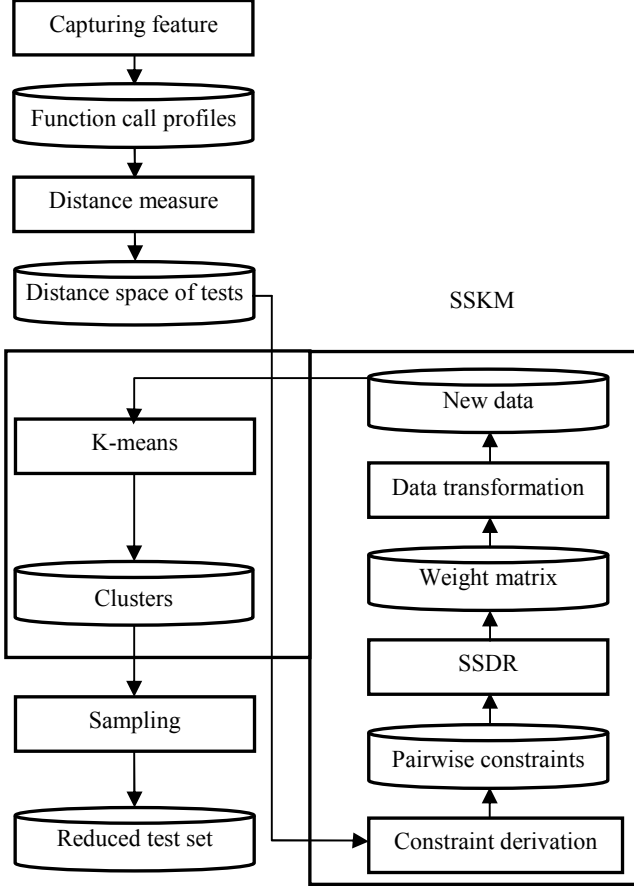 Capturing feature
Function call profiles
Distance measure
Distance space of tests
SSKM
New data
K-means
Data transformation
Weight matrix
Clusters
SSDR
Sampling
Pairwise constraints
Reduced test set
Constraint derivation